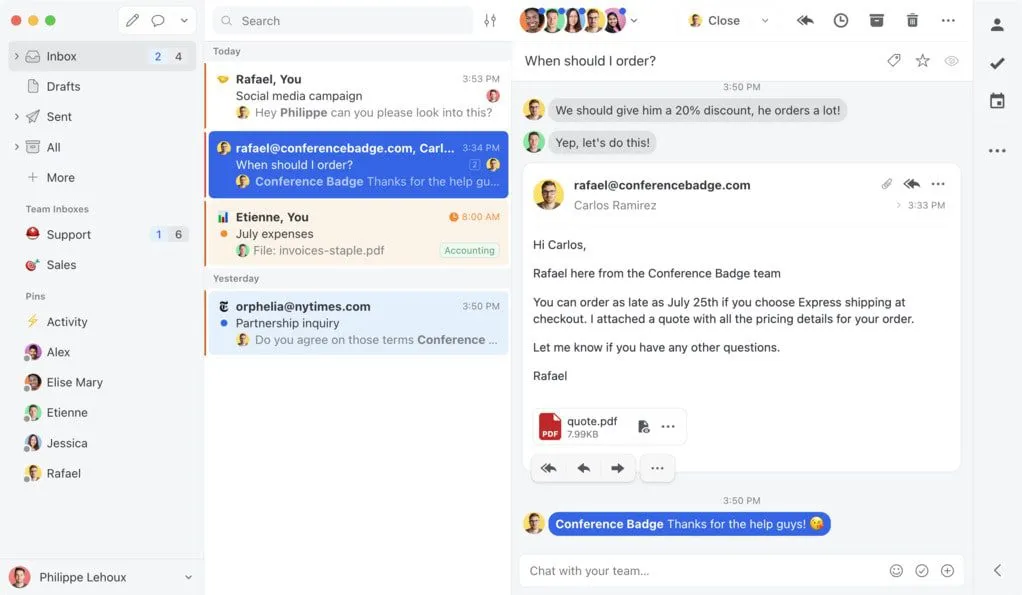 Inbox 2 4
Drafts
Sent
All
More
Team Inboxes
Support 1 6
Sales
Pins
Activity
Alex
Elise Mary
Etienne
Jessica
Rafael
Philippe Lehoux
Search
Today
Rafael, You 3:53 PM
Social media campaign
Hey Philippe can you please look into this?
rafael@conferencebadge.com, Carl... 3:34 PM
When should I order? 2
Conference Badge Thanks for the help gu...
Etienne, You 8:00 AM
July expenses
File: invoices-staple.pdf Accounting
Yesterday
orphelia@nytimes.com 3:50 PM
Partnership inquiry
Do you agree on those terms Conference ...
Close
When should I order?
3:50 PM
We should give him a 20% discount, he orders a lot!
Yep, let's do this!
rafael@conferencebadge.com
Carlos Ramirez 3:33 PM
Hi Carlos,
Rafael here from the Conference Badge team
You can order as late as July 25th if you choose Express shipping at
checkout. I attached a quote with all the pricing details for your order.
Let me know if you have any other questions.
Rafael
PDF quote.pdf
7.99KB
3:50 PM
Conference Badge Thanks for the help guys!
Chat with your team...